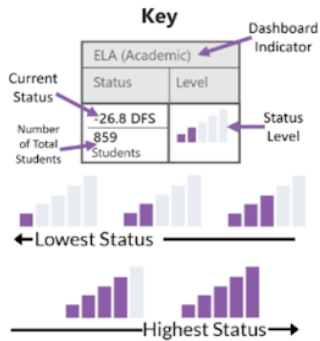 Key
Dashboard
Indicator
ELA (Academic)
Current
Status
Status
Level
-26.8 DFS
859
Students
Number
of Total
Students
Status
Level
Lowest Status
Highest Status